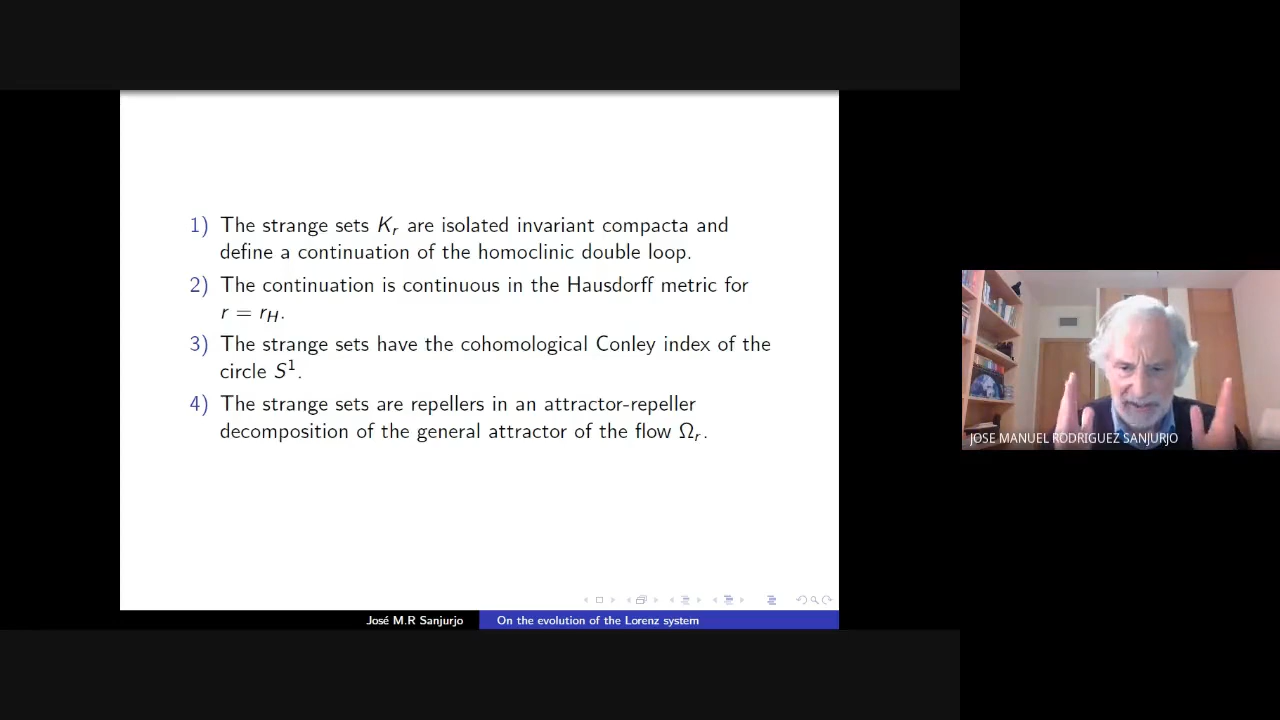 1) The strange sets K_r are isolated invariant compacta and
define a continuation of the homoclinic double loop.
2) The continuation is continuous in the Hausdorff metric for
r = r_H.
3) The strange sets have the cohomological Conley index of the
circle S^1.
4) The strange sets are repellers in an attractor-repeller
decomposition of the general attractor of the flow Ω_r.
JOSE MANUEL RODRIGUEZ SANJURJO
José M.R Sanjurjo On the evolution of the Lorenz system